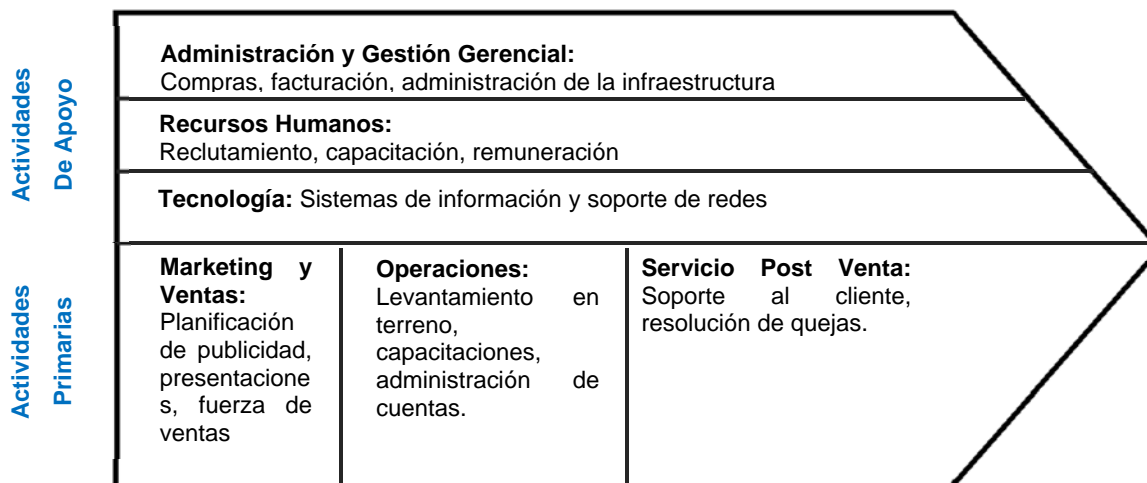 Actividades
De Apoyo
Administración y Gestión Gerencial:
Compras, facturación, administración de la infraestructura
Recursos Humanos:
Reclutamiento, capacitación, remuneración
Tecnología: Sistemas de información y soporte de redes
Actividades
Primarias
Marketing y
Ventas:
Planificación
de publicidad,
presentacione
s, fuerza de
ventas
Operaciones:
Levantamiento en
terreno,
capacitaciones,
administración de
cuentas.
Servicio Post Venta:
Soporte al cliente,
resolución de quejas.